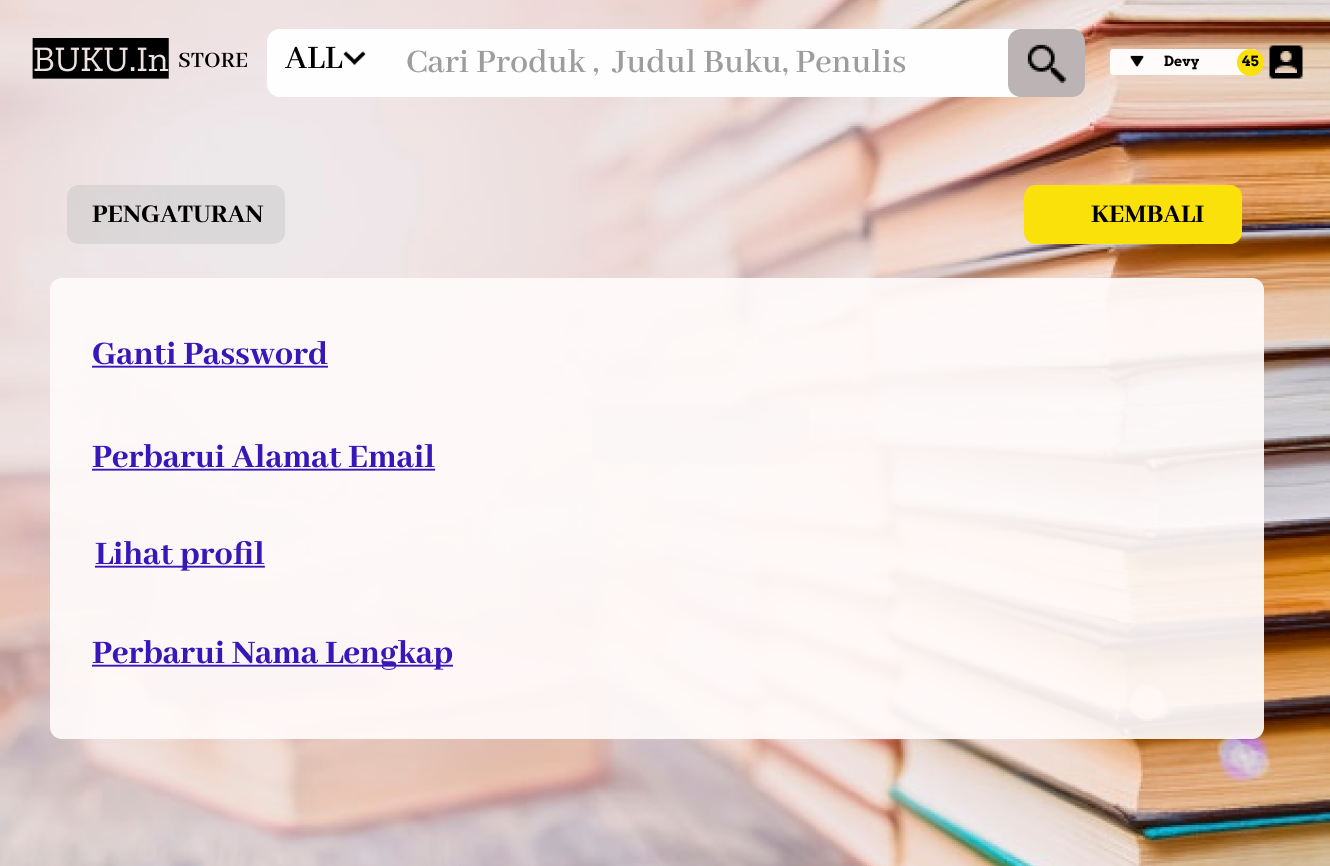 BUKU.In STORE
ALL
Cari Produk , Judul Buku, Penulis
Devy
45
PENGATURAN
KEMBALI
Ganti Password
Perbarui Alamat Email
Lihat profil
Perbarui Nama Lengkap